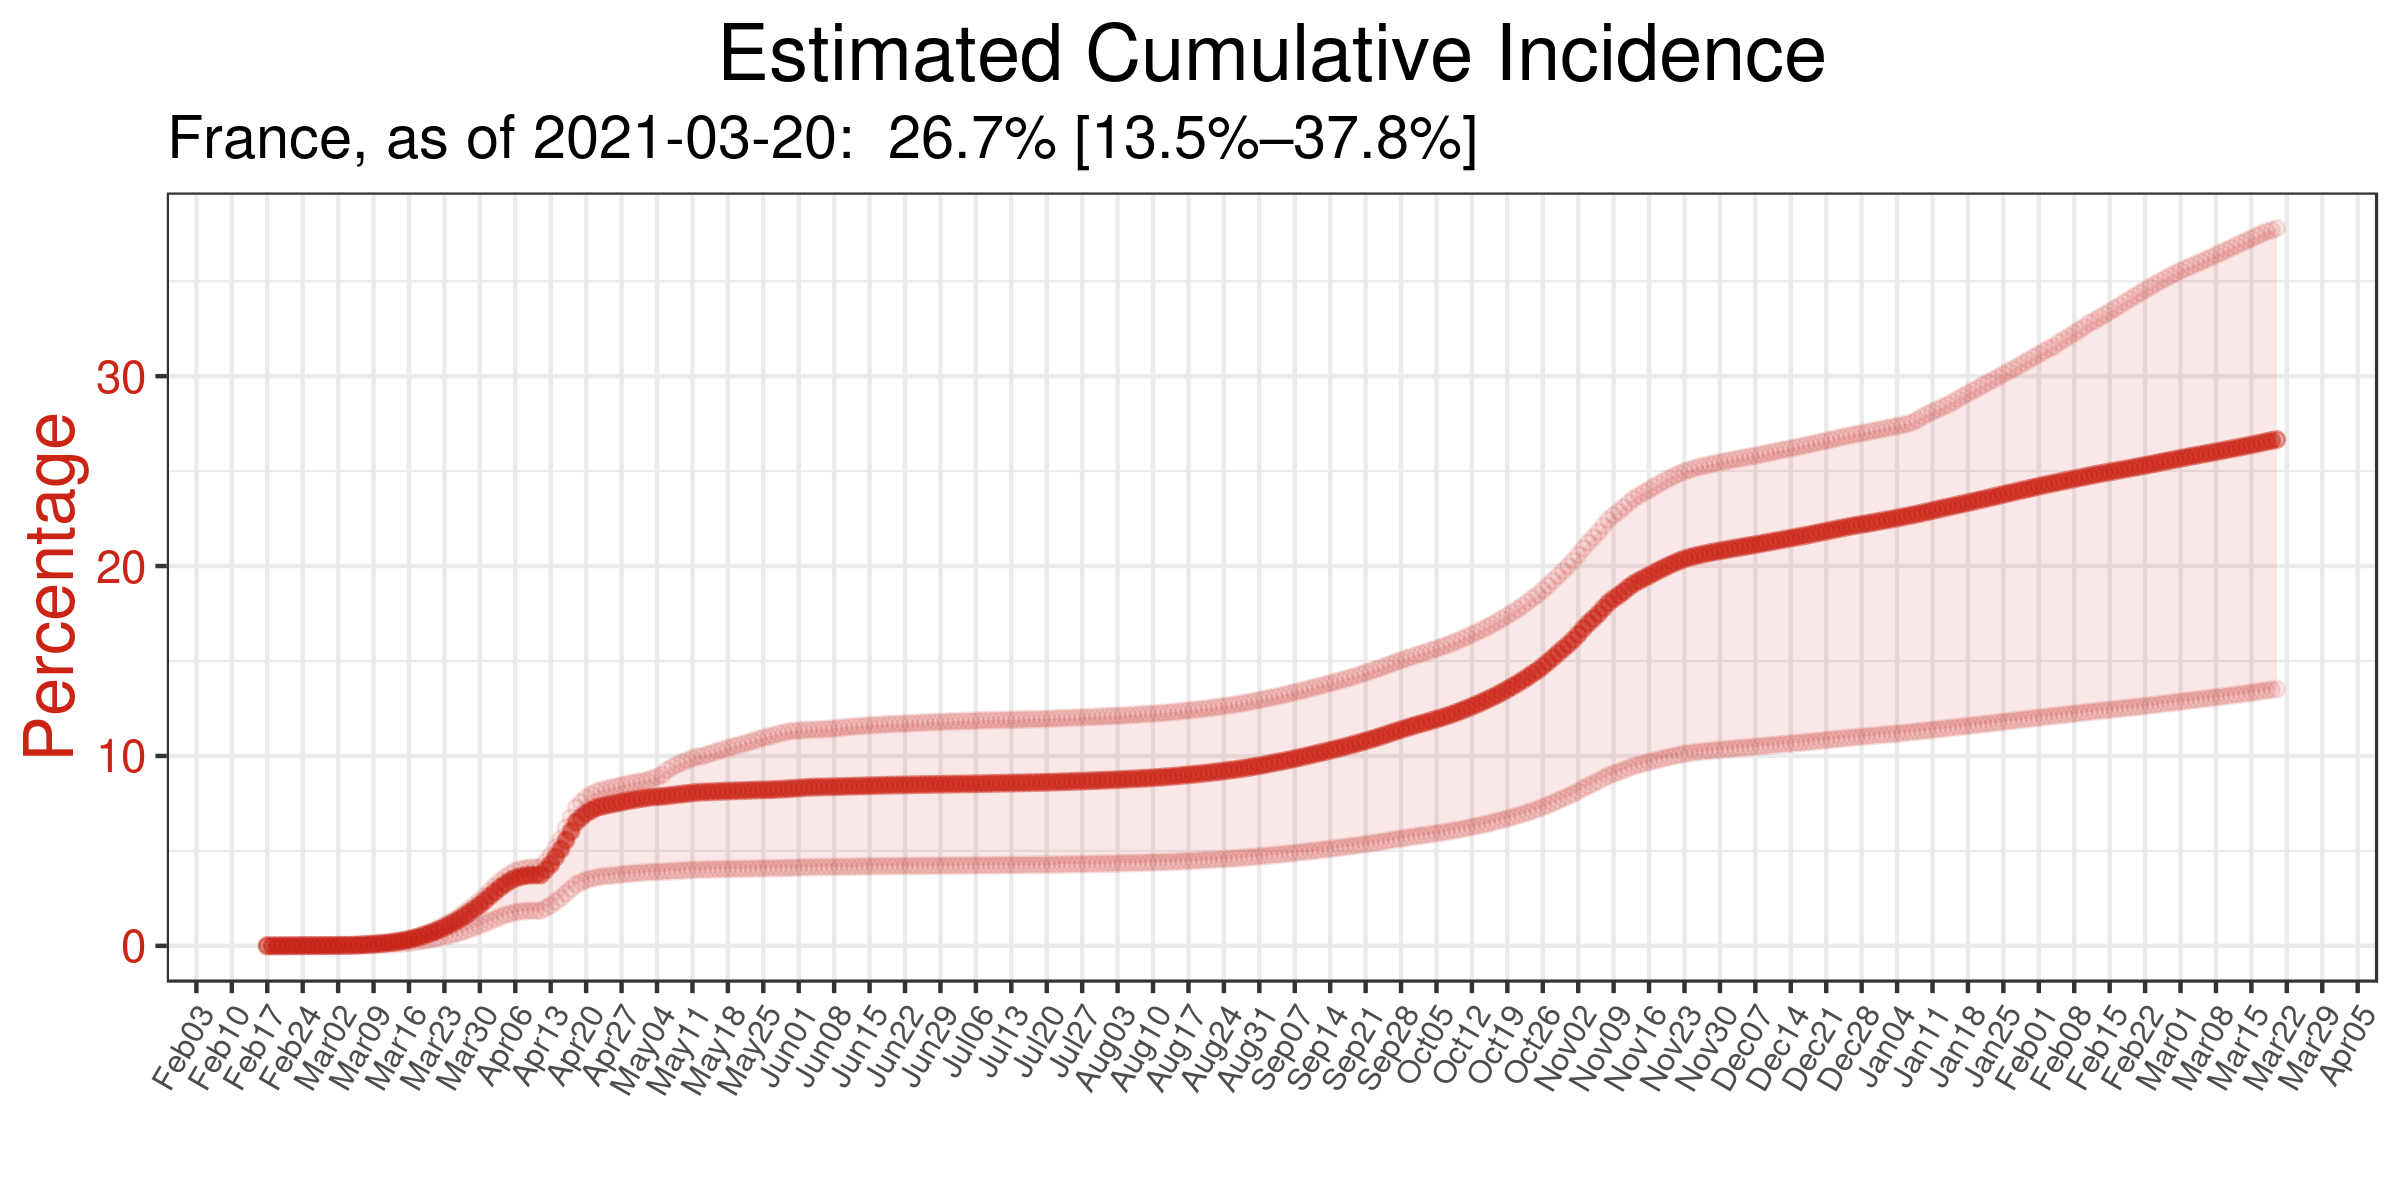 Estimated Cumulative Incidence
France, as of 2021-03-20:  26.7% [13.5%–37.8%]
Percentage
30
20
10
0
Feb03
Feb10
Feb17
Feb24
Mar02
Mar09
Mar16
Mar23
Mar30
Apr06
Apr13
Apr20
Apr27
May04
May11
May18
May25
Jun01
Jun08
Jun15
Jun22
Jun29
Jul06
Jul13
Jul20
Jul27
Aug03
Aug10
Aug17
Aug24
Aug31
Sep07
Sep14
Sep21
Sep28
Oct05
Oct12
Oct19
Oct26
Nov02
Nov09
Nov16
Nov23
Nov30
Dec07
Dec14
Dec21
Dec28
Jan04
Jan11
Jan18
Jan25
Feb01
Feb08
Feb15
Feb22
Mar01
Mar08
Mar15
Mar22
Mar29
Apr05